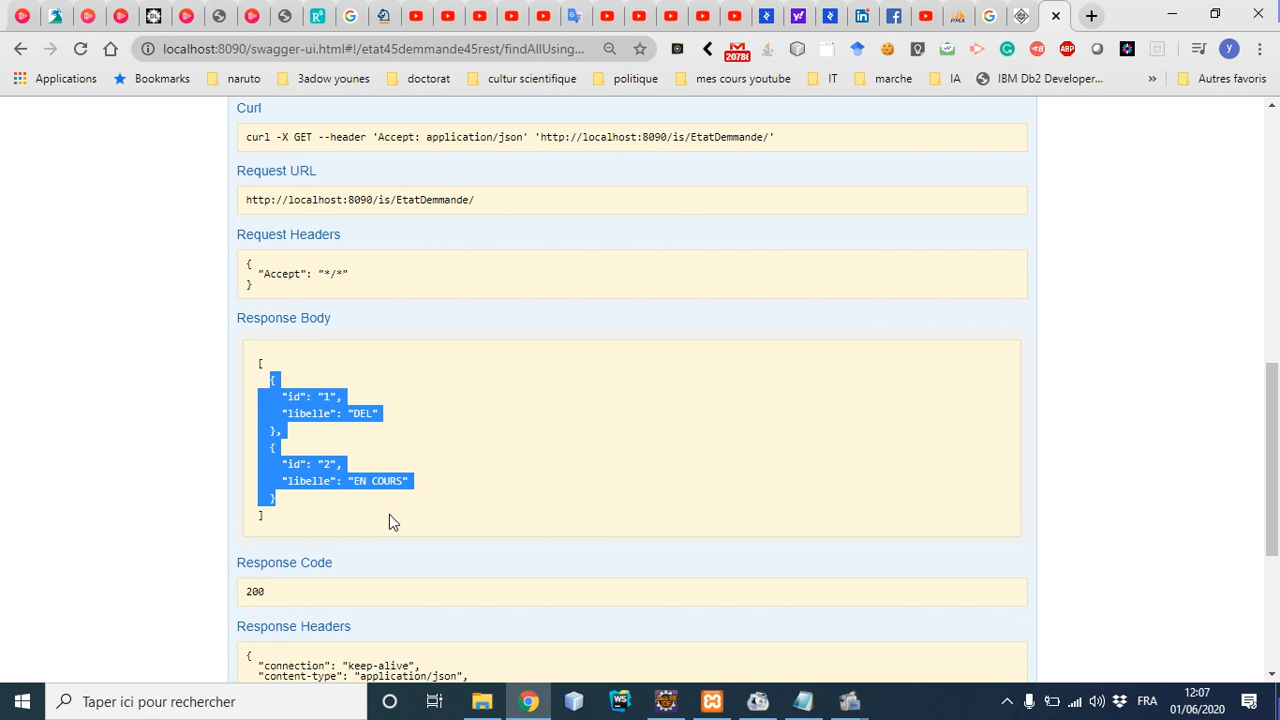 localhost:8090/swagger-ui.html#!/etat45demmande45rest/findAllUsing...
Applications
Bookmarks
naruto
3adow younes
doctorat
cultur scientifique
politique
mes cours youtube
IT
marche
IA
IBM Db2 Developer...
»
Autres favoris
Curl
curl -X GET --header 'Accept: application/json' 'http://localhost:8090/is/EtatDemmande/'
Request URL
http://localhost:8090/is/EtatDemmande/
Request Headers
{
"Accept": "*/*"
}
Response Body
[
{
"id": "1",
"libelle": "DEL"
},
{
"id": "2",
"libelle": "EN COURS"
}
]
Response Code
200
Response Headers
{
"connection": "keep-alive",
"content-type": "application/json",
Taper ici pour rechercher
FRA
12:07
01/06/2020